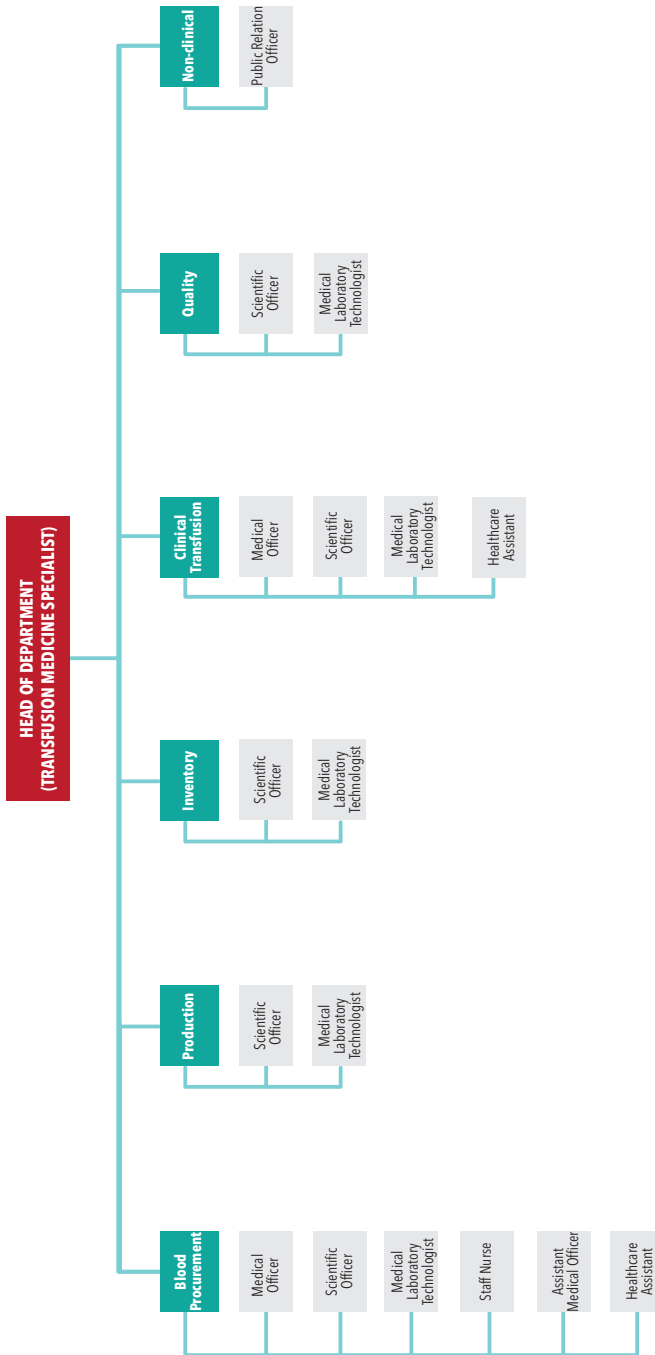 HEAD OF DEPARTMENT
(TRANSFUSION MEDICINE SPECIALIST)
Blood
Procurement
Medical
Officer
Scientific
Officer
Medical
Laboratory
Technologist
Staff Nurse
Assistant
Medical Officer
Healthcare
Assistant
Production
Scientific
Officer
Medical
Laboratory
Technologist
Inventory
Scientific
Officer
Medical
Laboratory
Technologist
Clinical
Transfusion
Medical
Officer
Scientific
Officer
Medical
Laboratory
Technologist
Healthcare
Assistant
Quality
Scientific
Officer
Medical
Laboratory
Technologist
Non-clinical
Public Relation
Officer